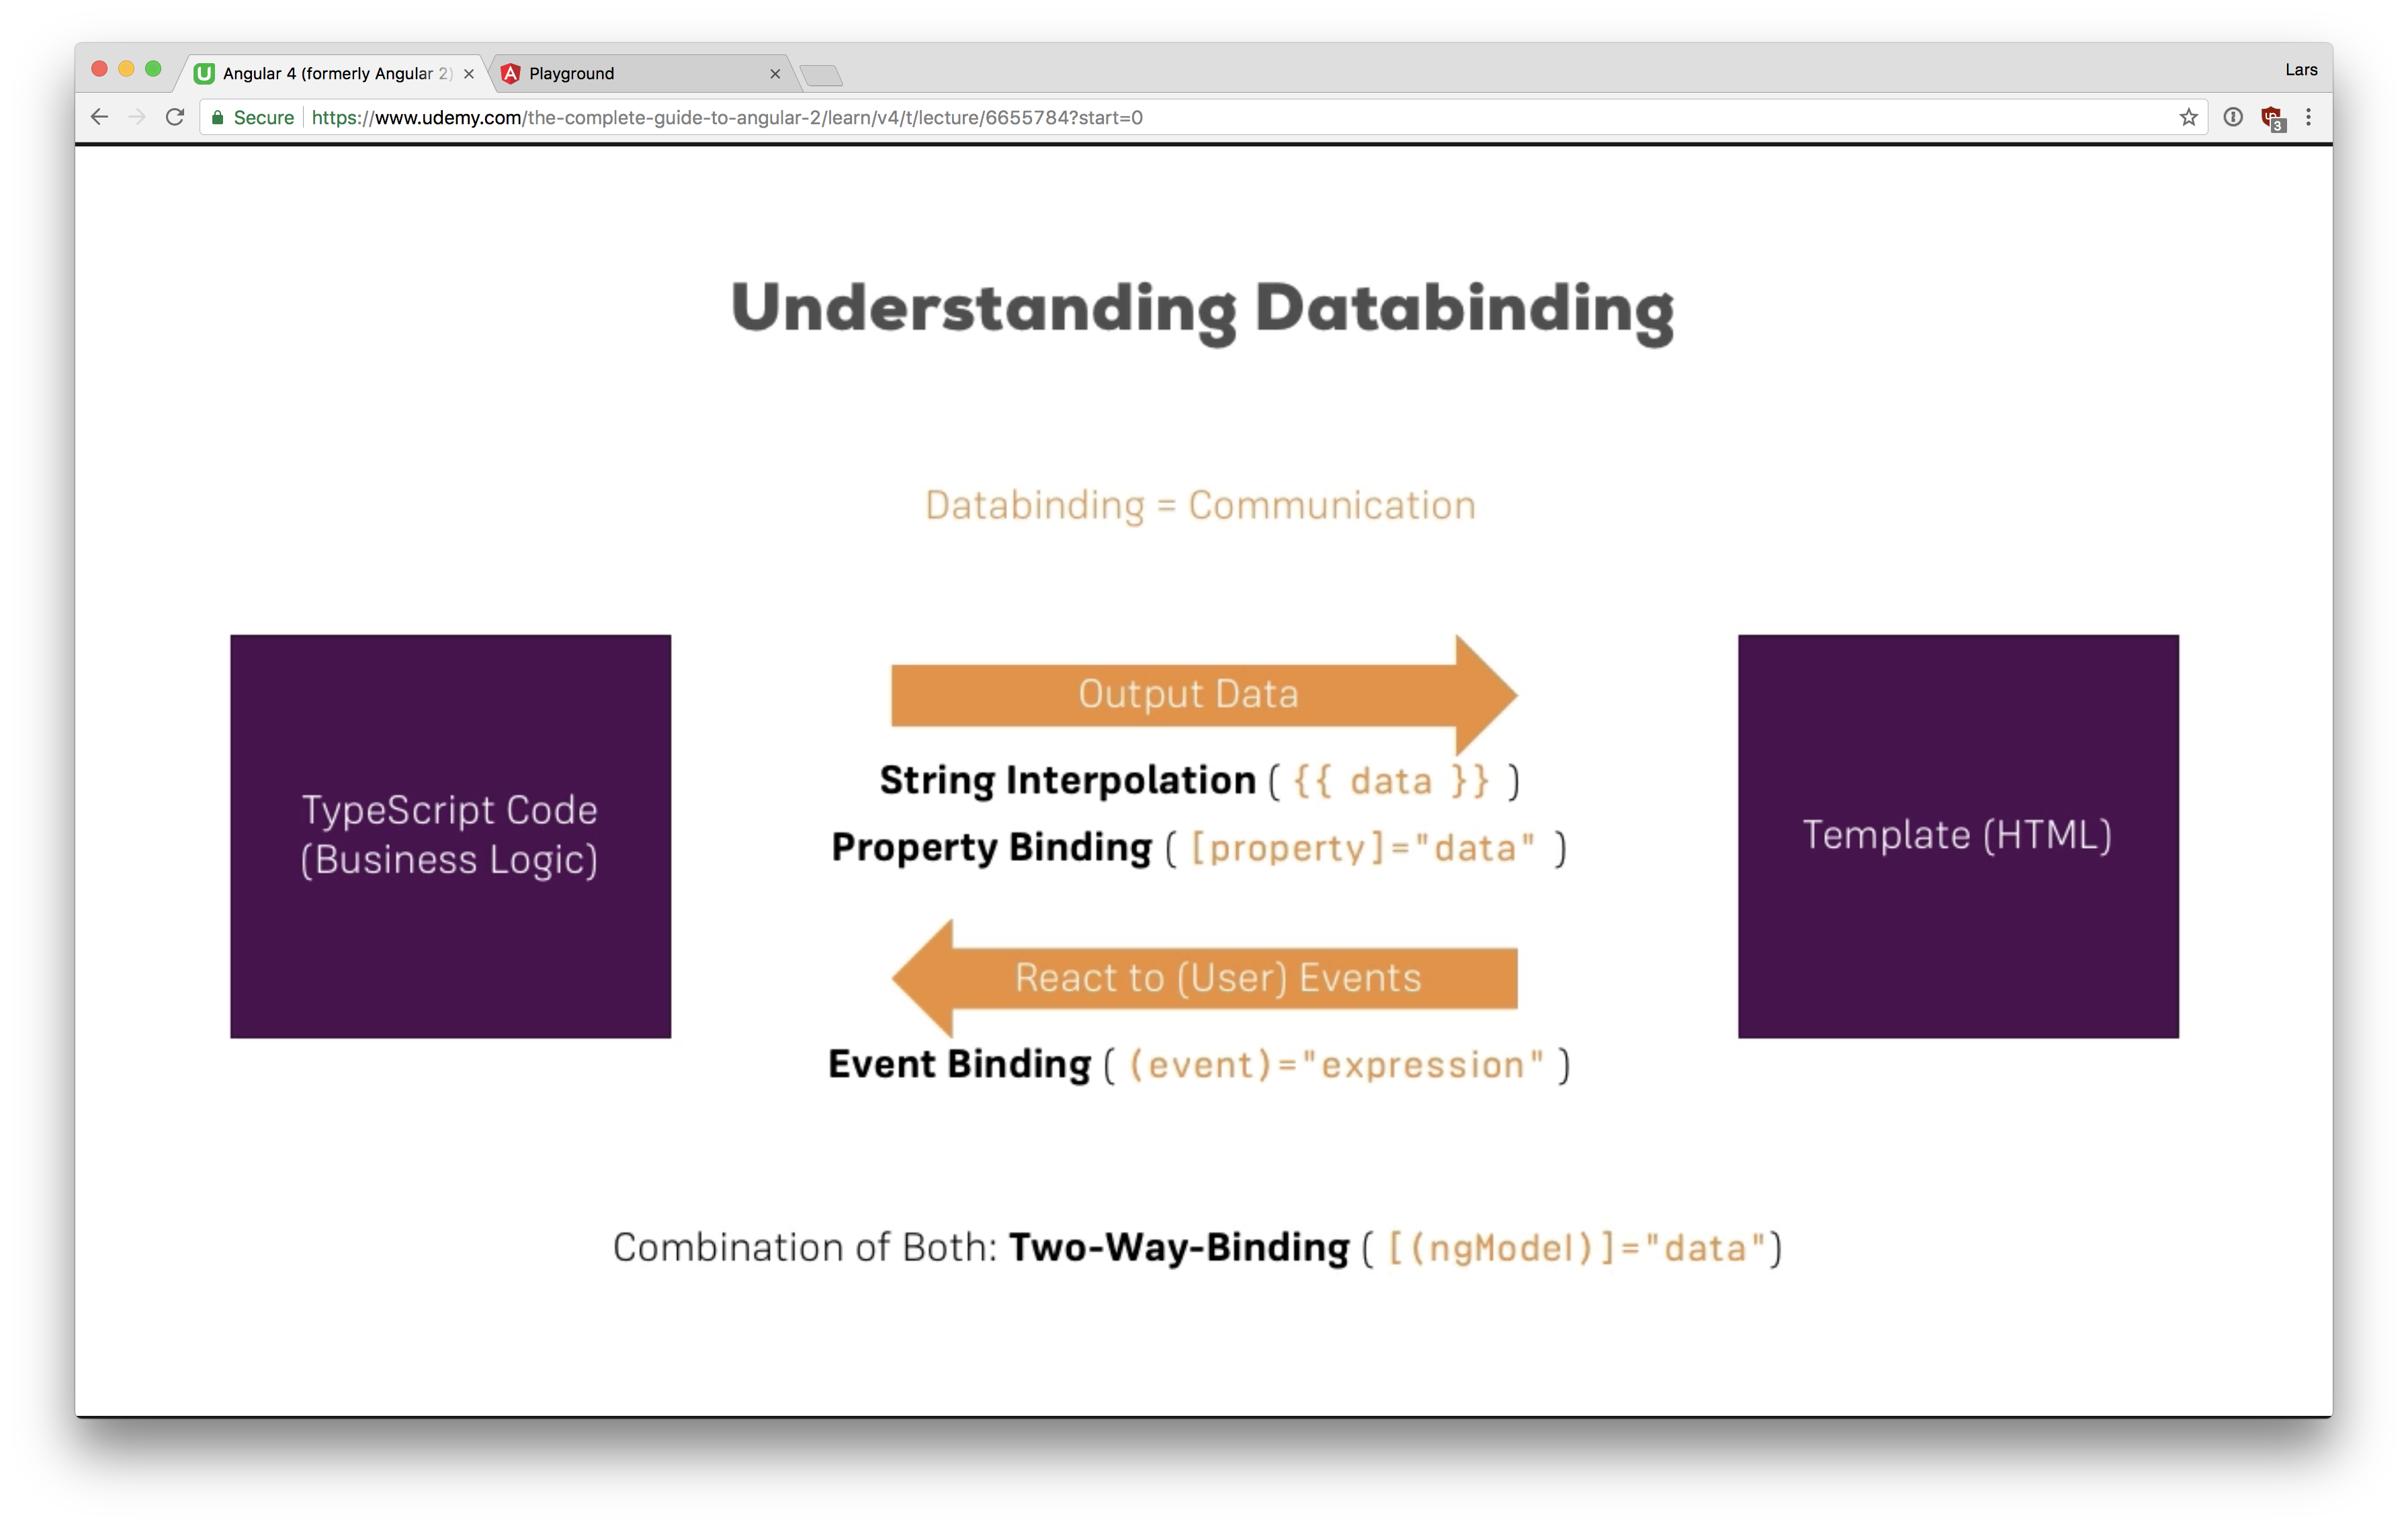 Angular 4 (formerly Angular 2)
Playground
Lars
Secure https://www.udemy.com/the-complete-guide-to-angular-2/learn/v4/t/lecture/6655784?start=0
3
Understanding Databinding
Databinding = Communication
TypeScript Code
(Business Logic)
Output Data
String Interpolation ( {{ data }} )
Property Binding ( [property]="data" )
React to (User) Events
Event Binding ( (event)="expression" )
Template (HTML)
Combination of Both: Two-Way-Binding ( [(ngModel)]="data")